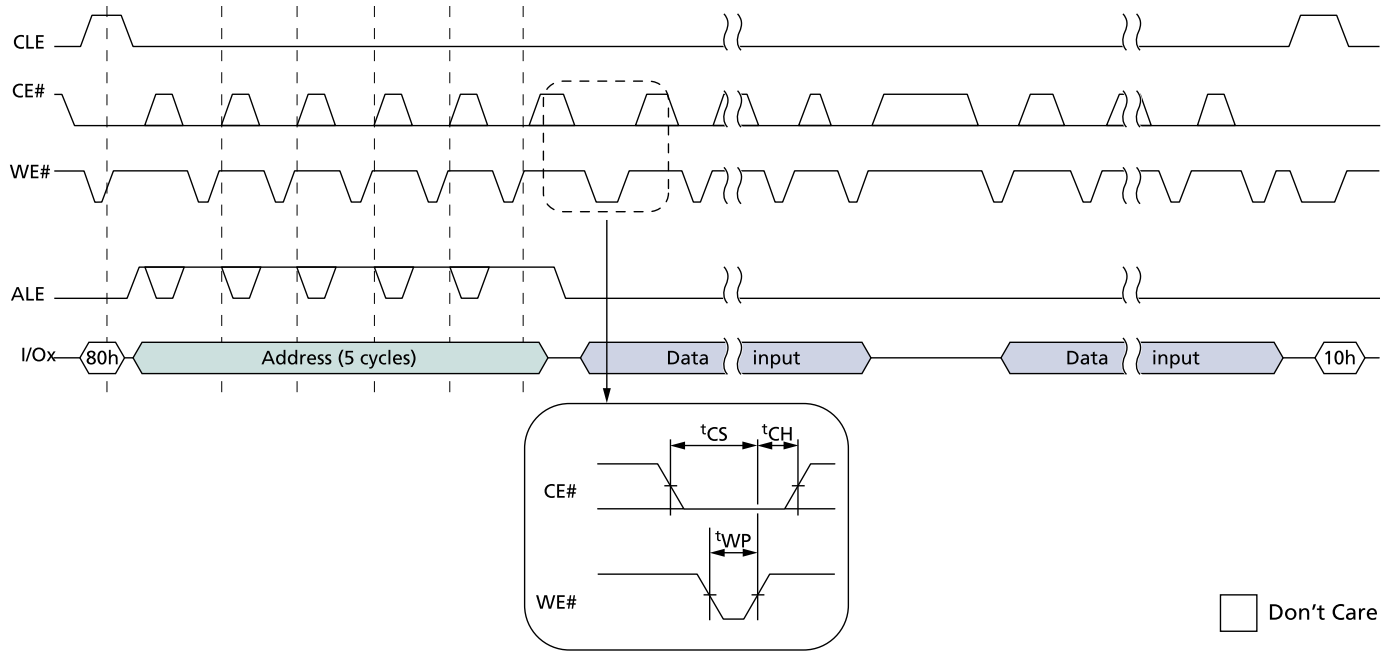 CLE
CE#
WE#
ALE
I/Ox 80h Address (5 cycles) Data input Data input 10h
tCS tCH
CE#
tWP
WE#
Don't Care